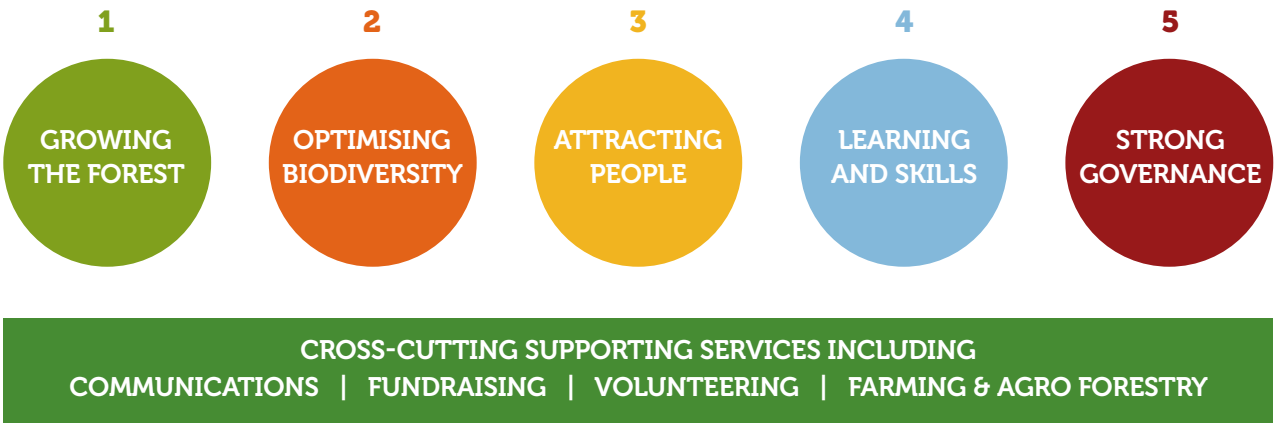 1
2
3
4
5
GROWING
THE FOREST
OPTIMISING
BIODIVERSITY
ATTRACTING
PEOPLE
LEARNING
AND SKILLS
STRONG
GOVERNANCE
CROSS-CUTTING SUPPORTING SERVICES INCLUDING
COMMUNICATIONS | FUNDRAISING | VOLUNTEERING | FARMING & AGRO FORESTRY